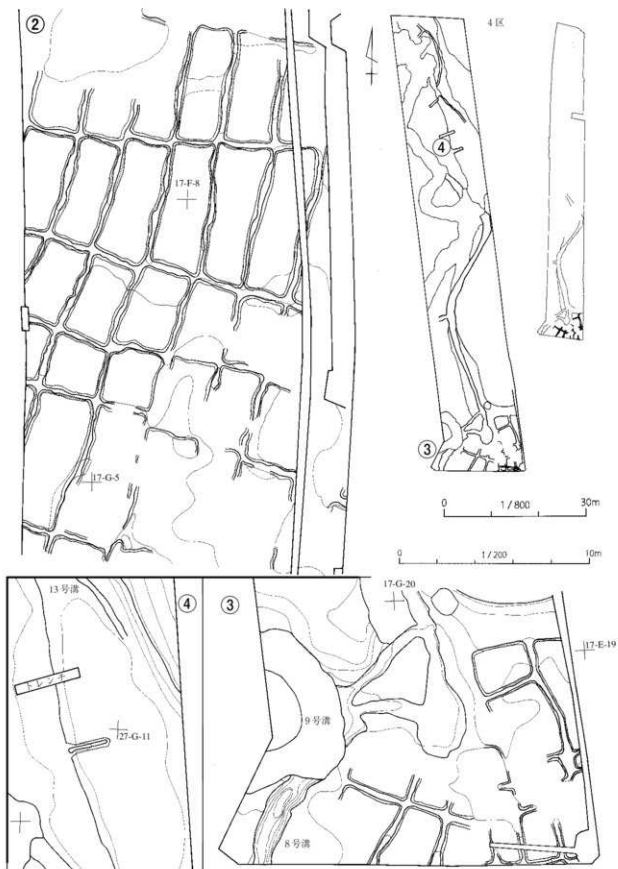 ②
17-F-8
17-G-5
4区
④
③
0 1/800 30m
0 1/200 10m
13号溝
④
トレンチ
27-G-11
③
17-G-20
17-E-19
9号溝
8号溝